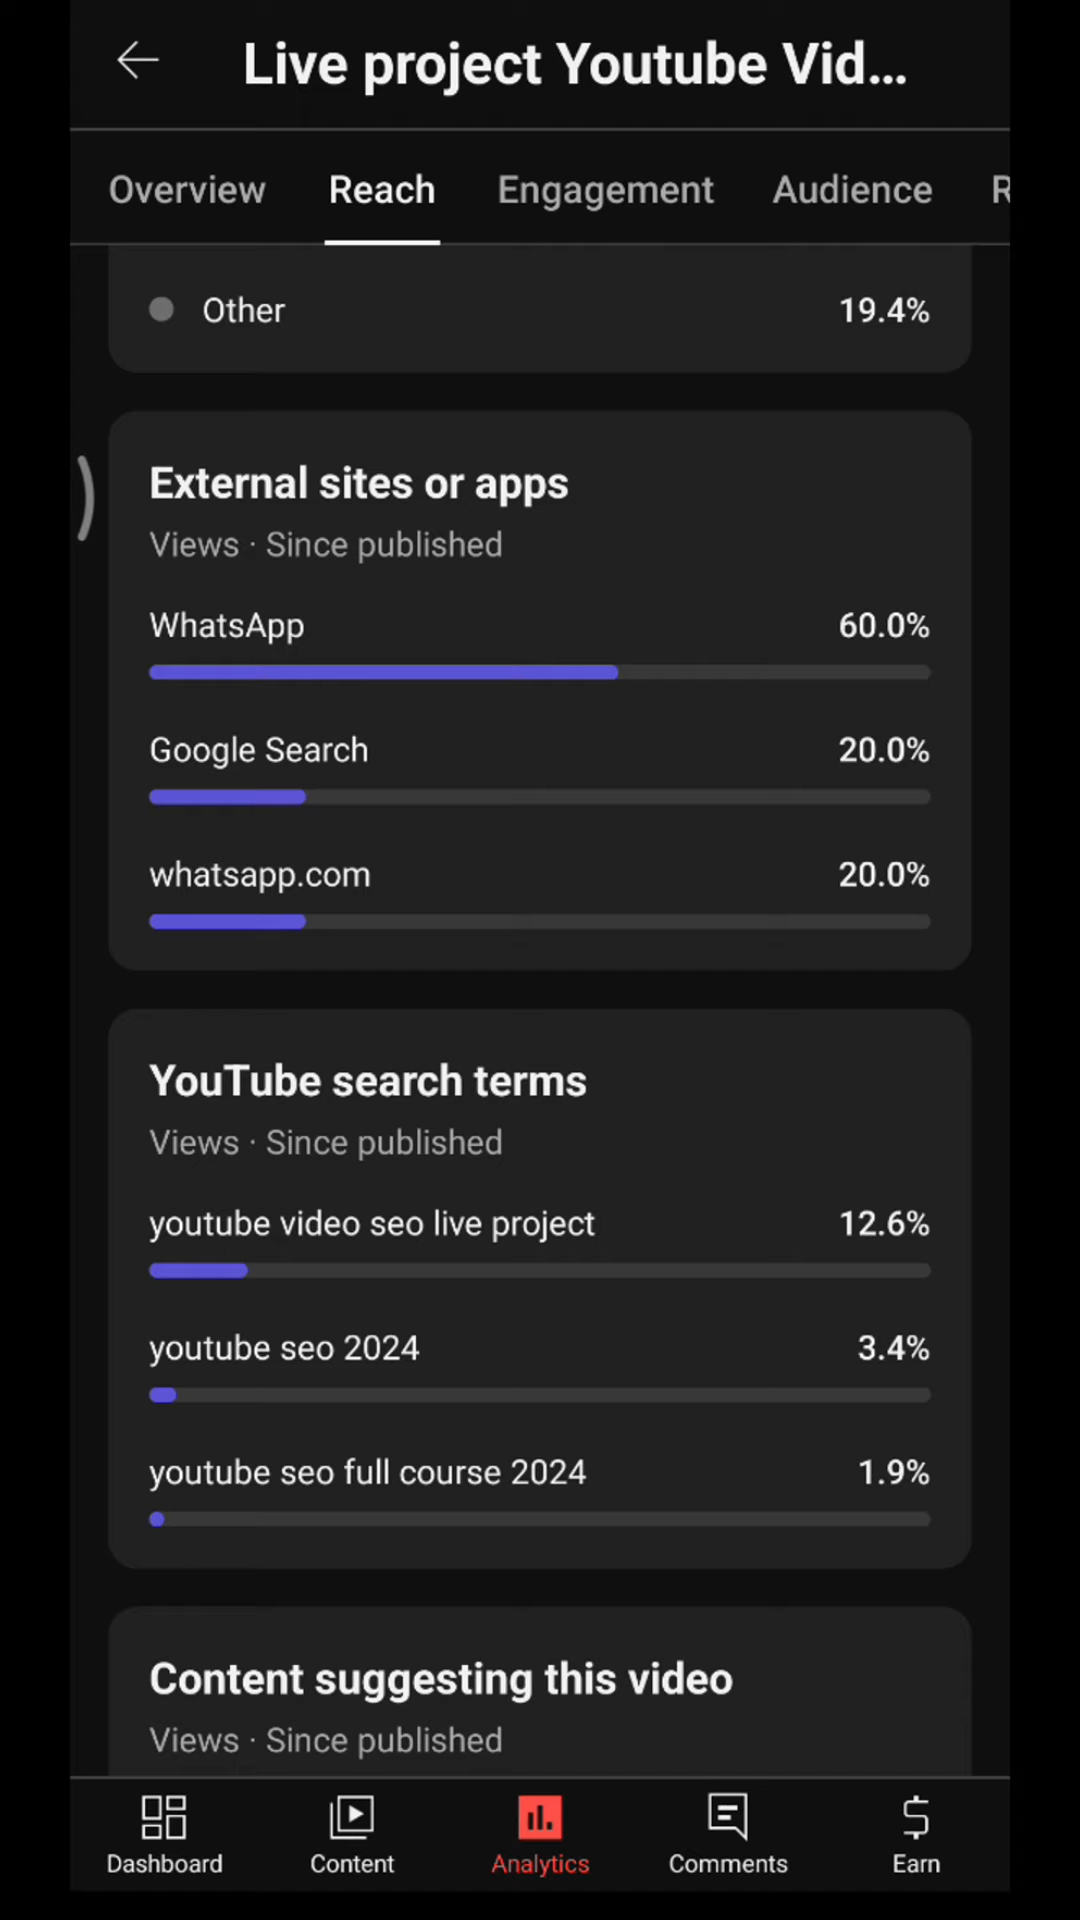 Live project Youtube Vid...
Overview Reach Engagement Audience R
Other 19.4%
External sites or apps
Views · Since published
WhatsApp 60.0%
Google Search 20.0%
whatsapp.com 20.0%
YouTube search terms
Views · Since published
youtube video seo live project 12.6%
youtube seo 2024 3.4%
youtube seo full course 2024 1.9%
Content suggesting this video
Views · Since published
Dashboard Content Analytics Comments Earn